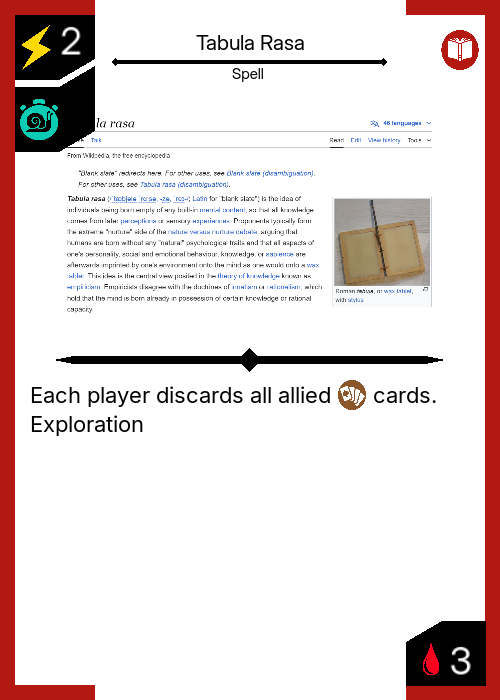 2
Tabula Rasa
Spell
la rasa
46 languages
Talk
Read Edit View history Tools
From Wikipedia, the free encyclopedia
"Blank slate" redirects here. For other uses, see Blank slate (disambiguation).
For other uses, see Tabula rasa (disambiguation).
Tabula rasa (/ˈtæbjələ ˈrɑːsə, -zə, ˈreɪ-/; Latin for "blank slate") is the idea of
individuals being born empty of any built-in mental content, so that all knowledge
comes from later perceptions or sensory experiences. Proponents typically form
the extreme "nurture" side of the nature versus nurture debate, arguing that
humans are born without any "natural" psychological traits and that all aspects of
one's personality, social and emotional behaviour, knowledge, or sapience are
afterwards imprinted by one's environment onto the mind as one would onto a wax
tablet. This idea is the central view posited in the theory of knowledge known as
empiricism. Empiricists disagree with the doctrines of innatism or rationalism, which
hold that the mind is born already in possession of certain knowledge or rational
capacity.
Roman tabula, or wax tablet,
with stylus
Each player discards all allied cards.
Exploration
3